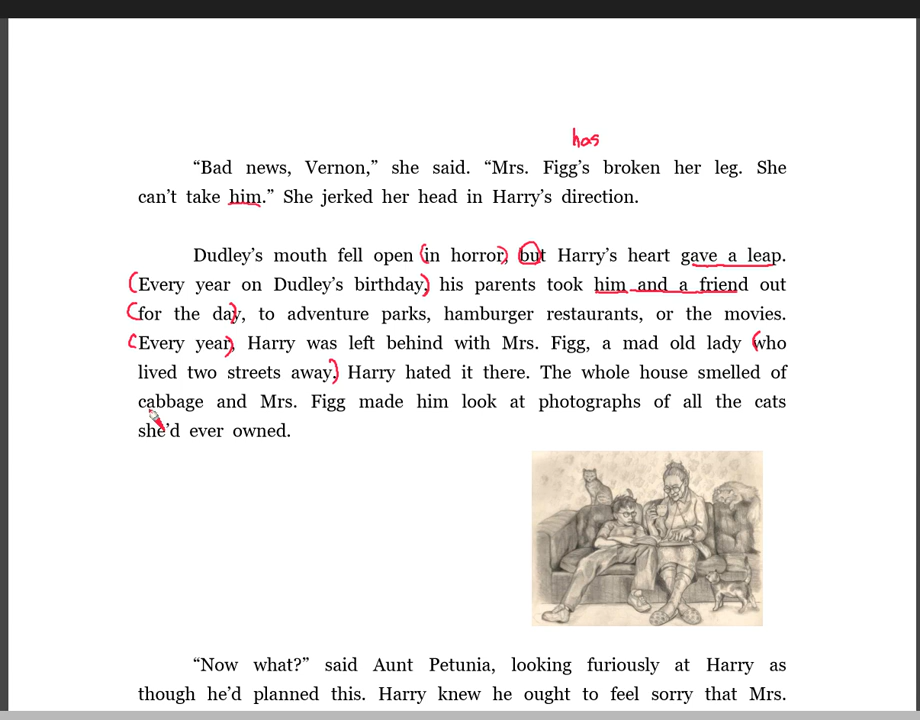 has
“Bad news, Vernon,” she said. “Mrs. Figg’s broken her leg. She
can’t take him.” She jerked her head in Harry’s direction.
Dudley’s mouth fell open (in horror,) but Harry’s heart gave a leap.
(Every year on Dudley’s birthday,) his parents took him and a friend out
(for the day), to adventure parks, hamburger restaurants, or the movies.
(Every year), Harry was left behind with Mrs. Figg, a mad old lady (who
lived two streets away.) Harry hated it there. The whole house smelled of
cabbage and Mrs. Figg made him look at photographs of all the cats
she’d ever owned.
“Now what?” said Aunt Petunia, looking furiously at Harry as
though he’d planned this. Harry knew he ought to feel sorry that Mrs.